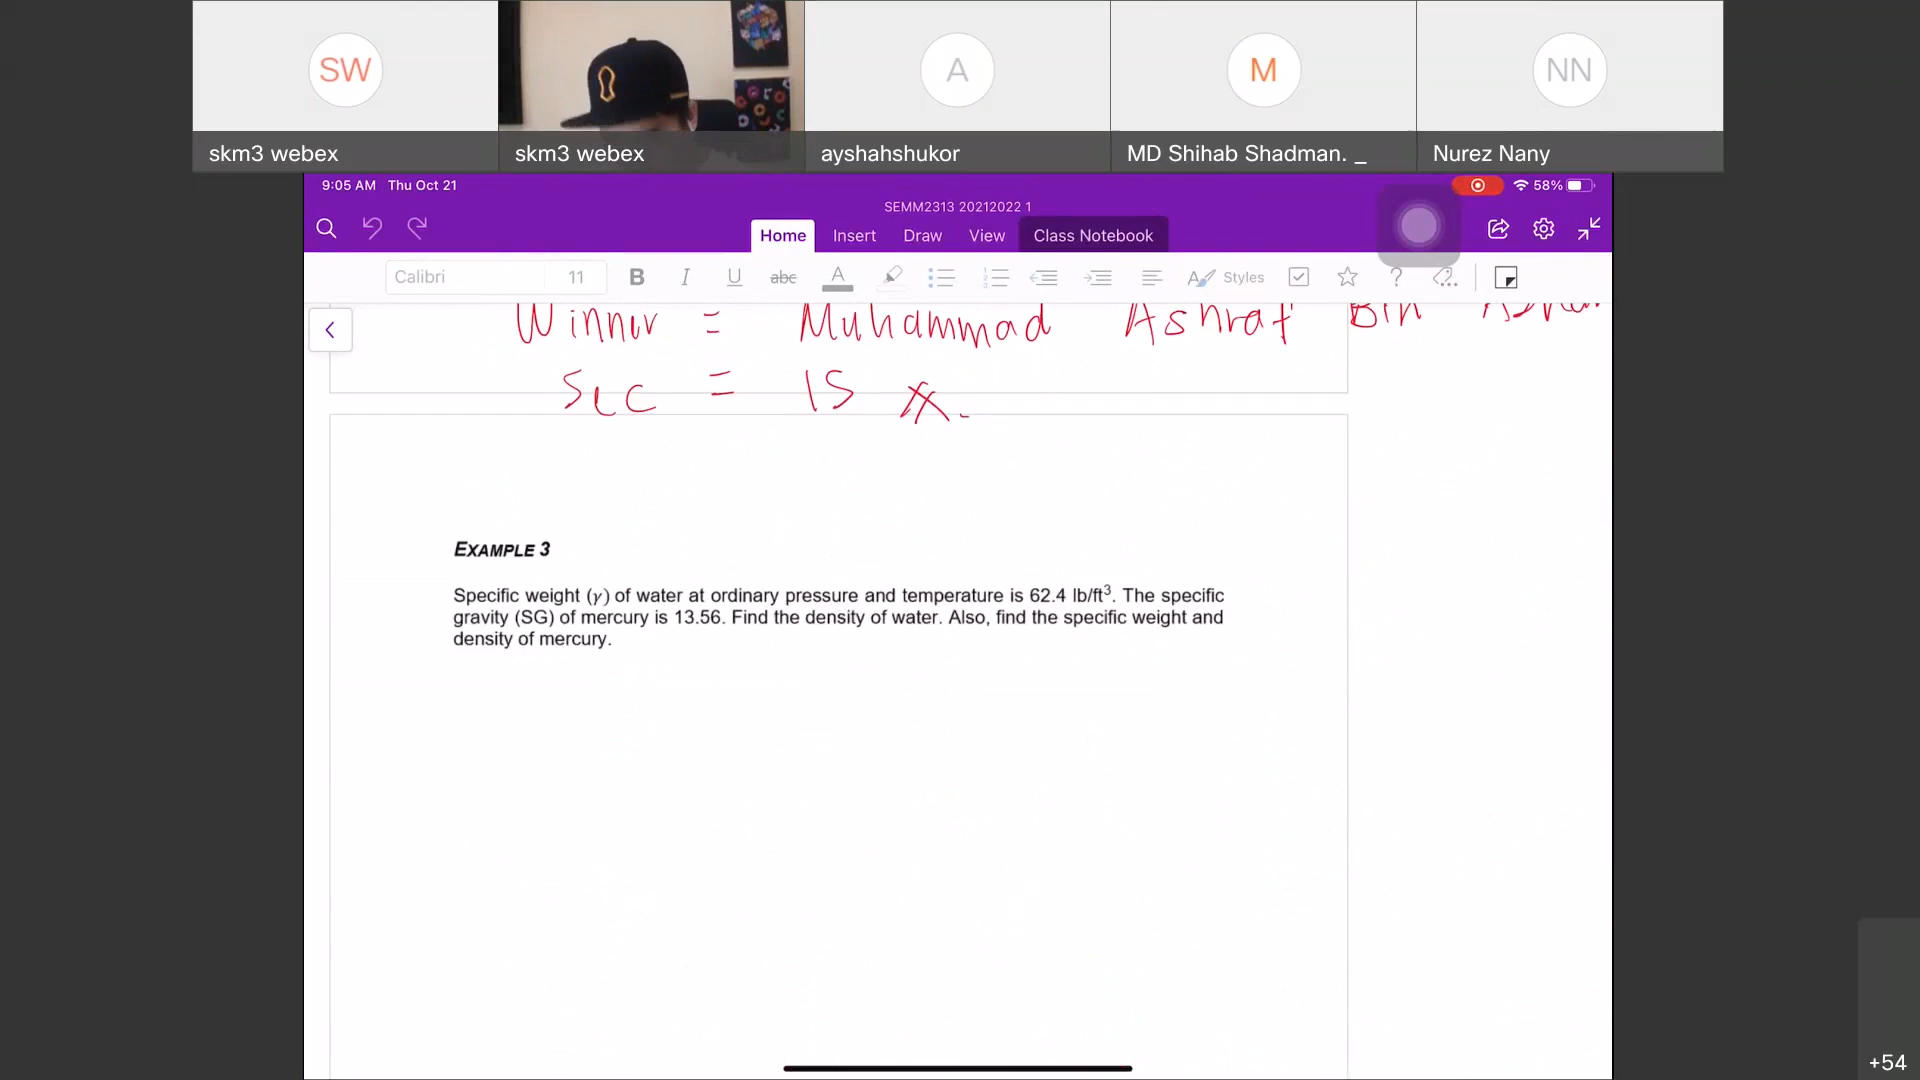 SW
A
M
NN
skm3 webex
skm3 webex
ayshahshukor
MD Shihab Shadman. _
Nurez Nany
9:05 AM Thu Oct 21
58%
SEMM2313 20212022 1
Home Insert Draw View Class Notebook
Calibri 11 B I U abc A Styles ?
Winner = Muhammad Ashraf Bin
Sec = 15
EXAMPLE 3
Specific weight (γ) of water at ordinary pressure and temperature is 62.4 lb/ft³. The specific
gravity (SG) of mercury is 13.56. Find the density of water. Also, find the specific weight and
density of mercury.
+54